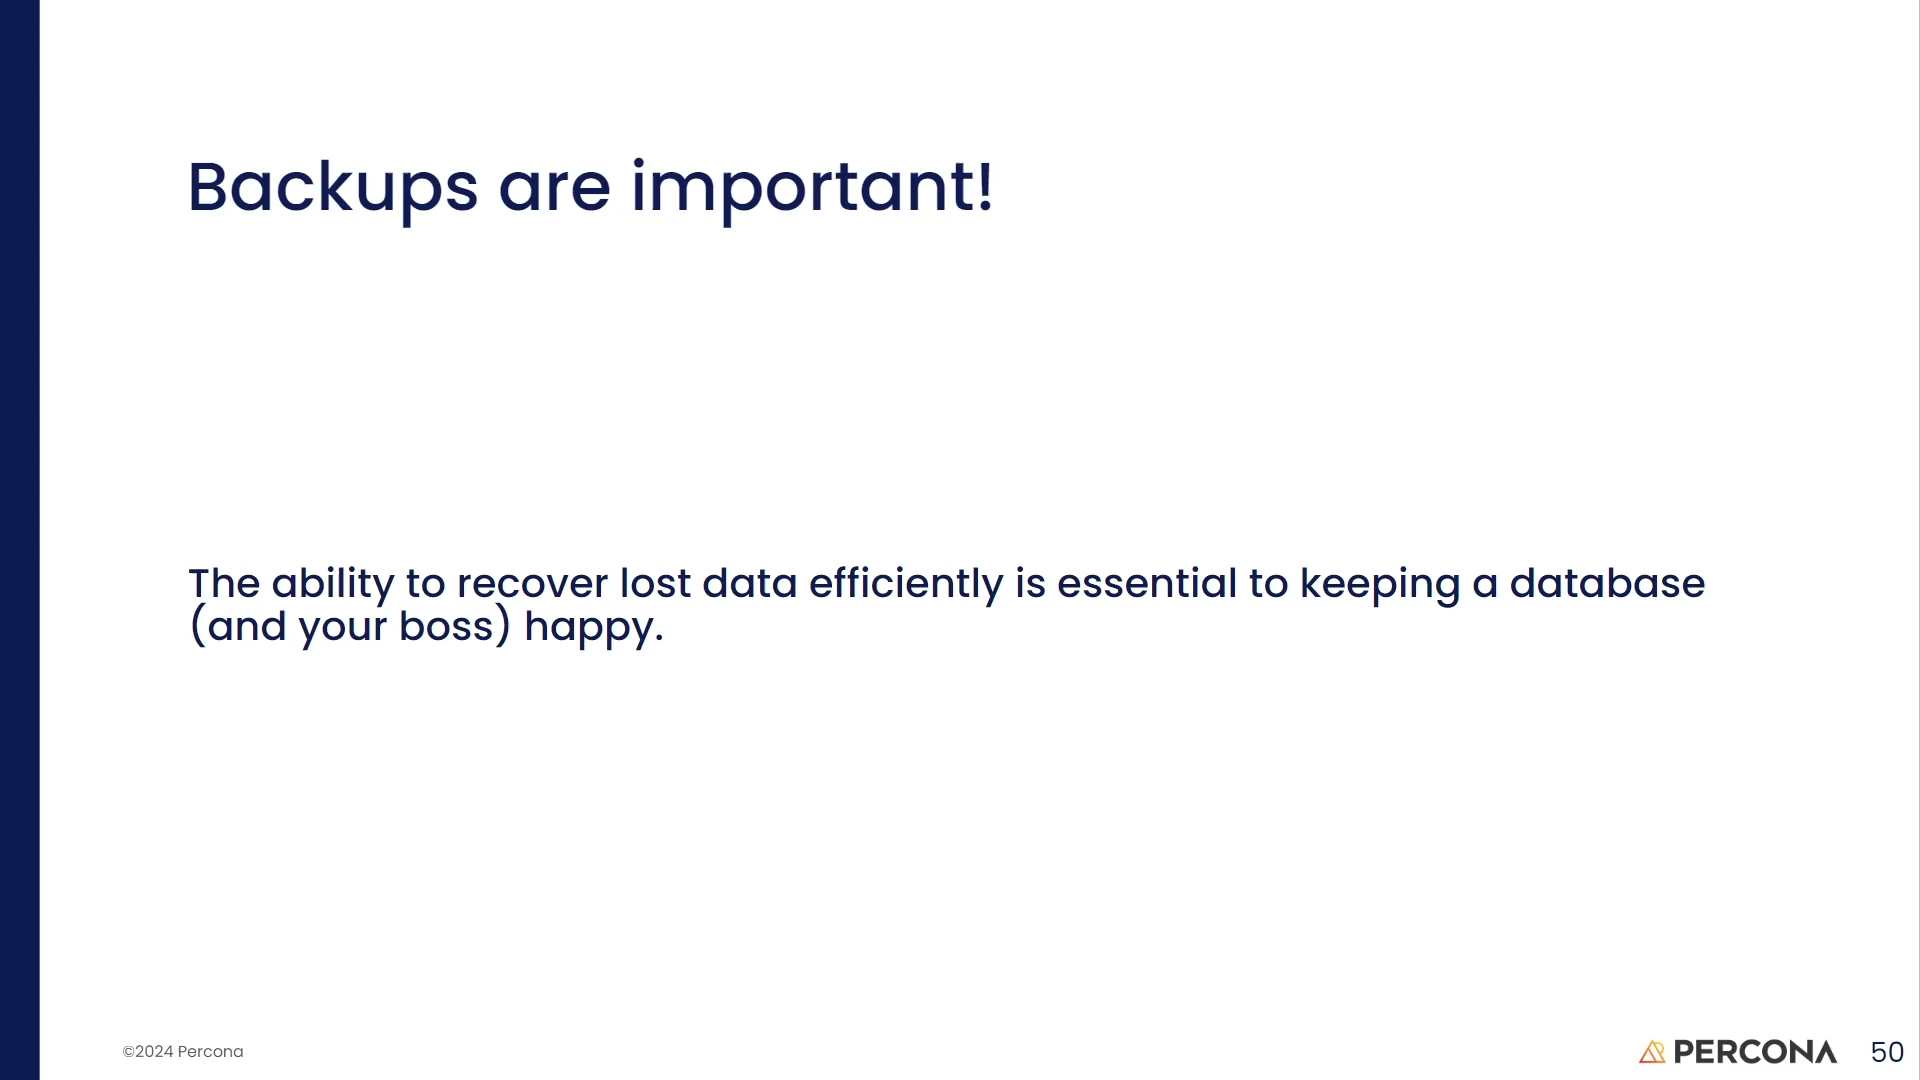 Backups are important!
The ability to recover lost data efficiently is essential to keeping a database
(and your boss) happy.
©2024 Percona
PERCONA
50